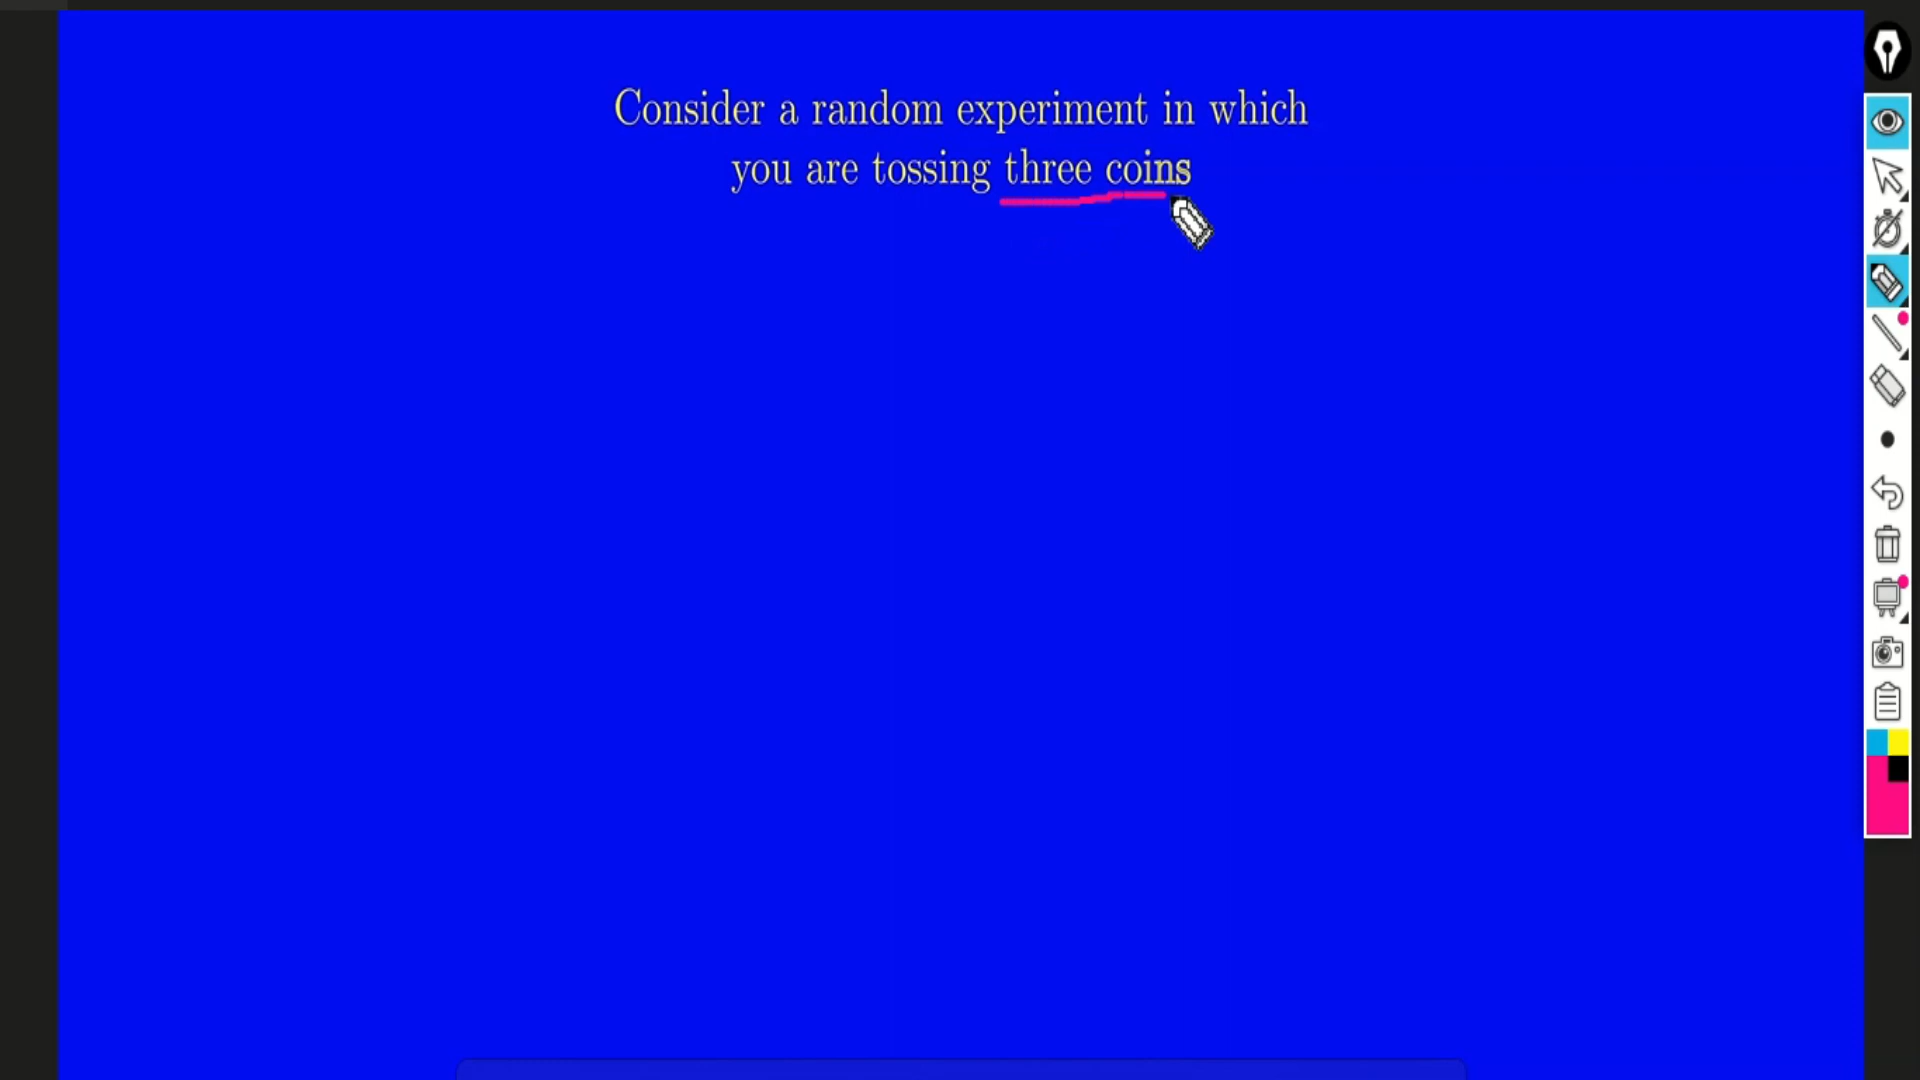 Consider a random experiment in which
you are tossing three coins